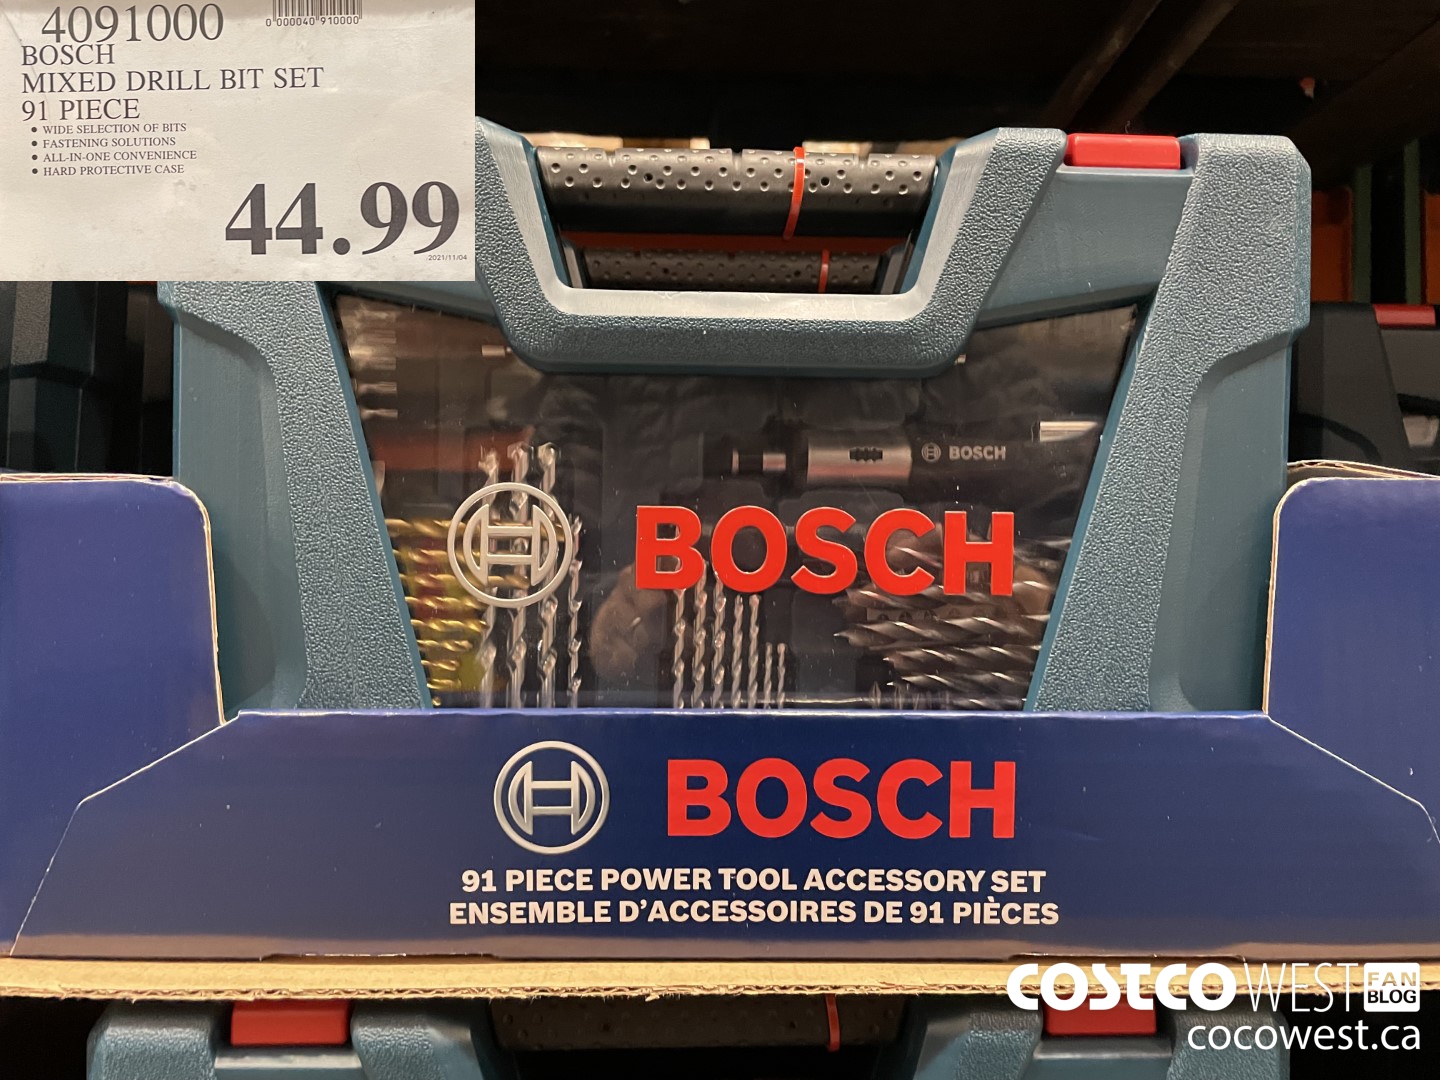 4091000
0 000040 910000
BOSCH
MIXED DRILL BIT SET
91 PIECE
• WIDE SELECTION OF BITS
• FASTENING SOLUTIONS
• ALL-IN-ONE CONVENIENCE
• HARD PROTECTIVE CASE
44.99
2021/11/04
BOSCH
BOSCH
BOSCH
91 PIECE POWER TOOL ACCESSORY SET
ENSEMBLE D'ACCESSOIRES DE 91 PIÈCES
COSTCO WEST FAN BLOG
cocowest.ca